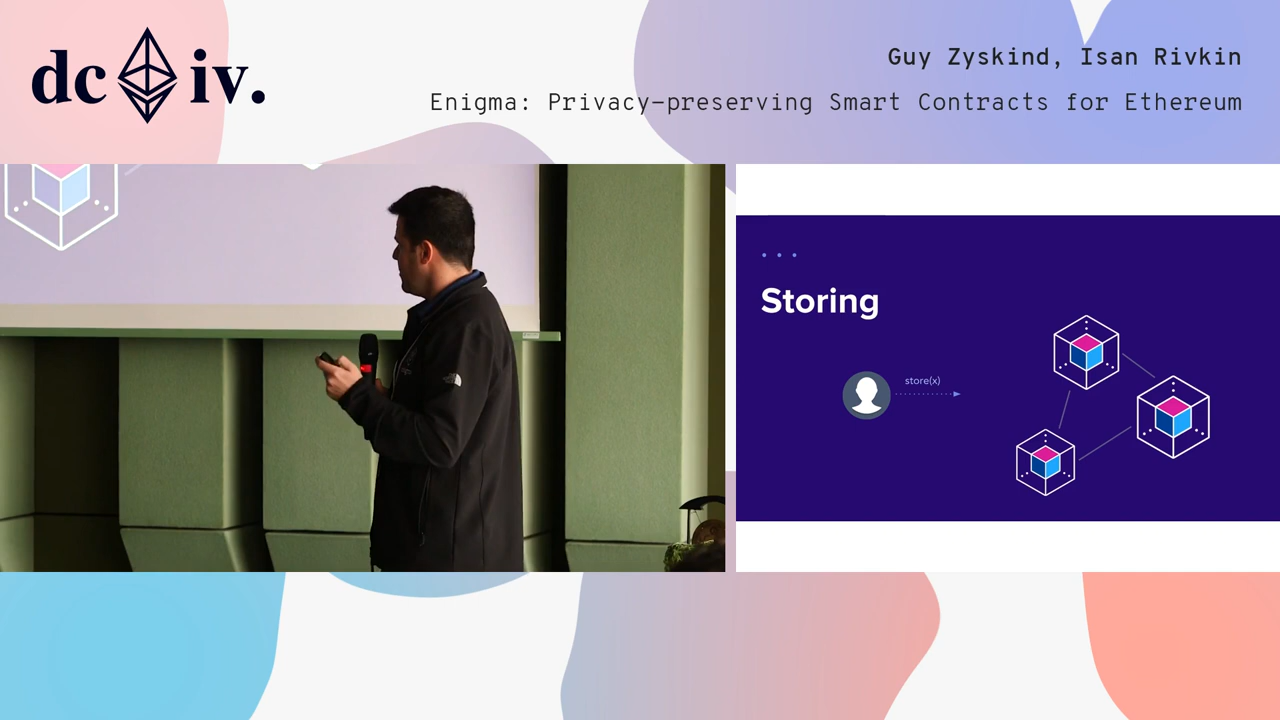 dc iv.
Guy Zyskind, Isan Rivkin
Enigma: Privacy-preserving Smart Contracts for Ethereum
Storing
store(x)